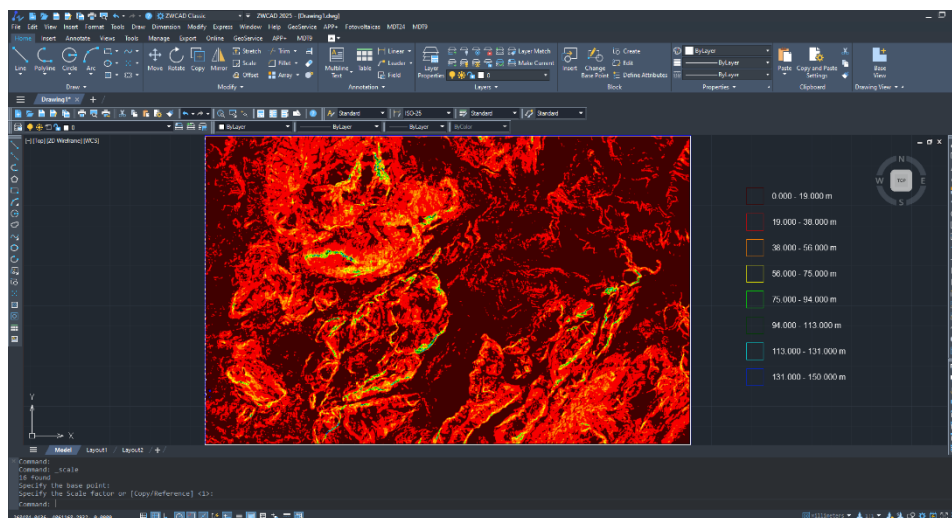 ZWCAD Classic ZWCAD 2025 - [Drawing1.dwg]
File Edit View Insert Format Tools Draw Dimension Modify Express Window Help GeoService APP+ Fotovoltaicas MDT24 MDT9
Home Insert Annotate Views Tools Manage Export Online GeoService APP+ MDT9
Line Polyline Circle Arc Move Rotate Copy Mirror Stretch Trim Scale Fillet Offset Array Multiline Text Table Linear Leader Field Layer Properties Layer Match Make Current 0 Insert Change Base Point Create Edit Define Attributes ByLayer ByLayer ByLayer Paste Copy and Paste Settings Base View
Draw Modify Annotation Layers Block Properties Clipboard Drawing View
Drawing1* × +
Standard ISO-25 Standard Standard
0 ByLayer ByLayer ByLayer ByColor
[-] [Top] [2D Wireframe] [WCS]
N
W TOP E
S
0.000 - 19.000 m
19.000 - 38.000 m
38.000 - 56.000 m
56.000 - 75.000 m
75.000 - 94.000 m
94.000 - 113.000 m
113.000 - 131.000 m
131.000 - 150.000 m
Y
X
Model Layout1 Layout2 +
Command:
Command: _scale
18 found
Specify the base point:
Specify the Scale factor or [Copy/Reference] <1>:
Command:
millimeters